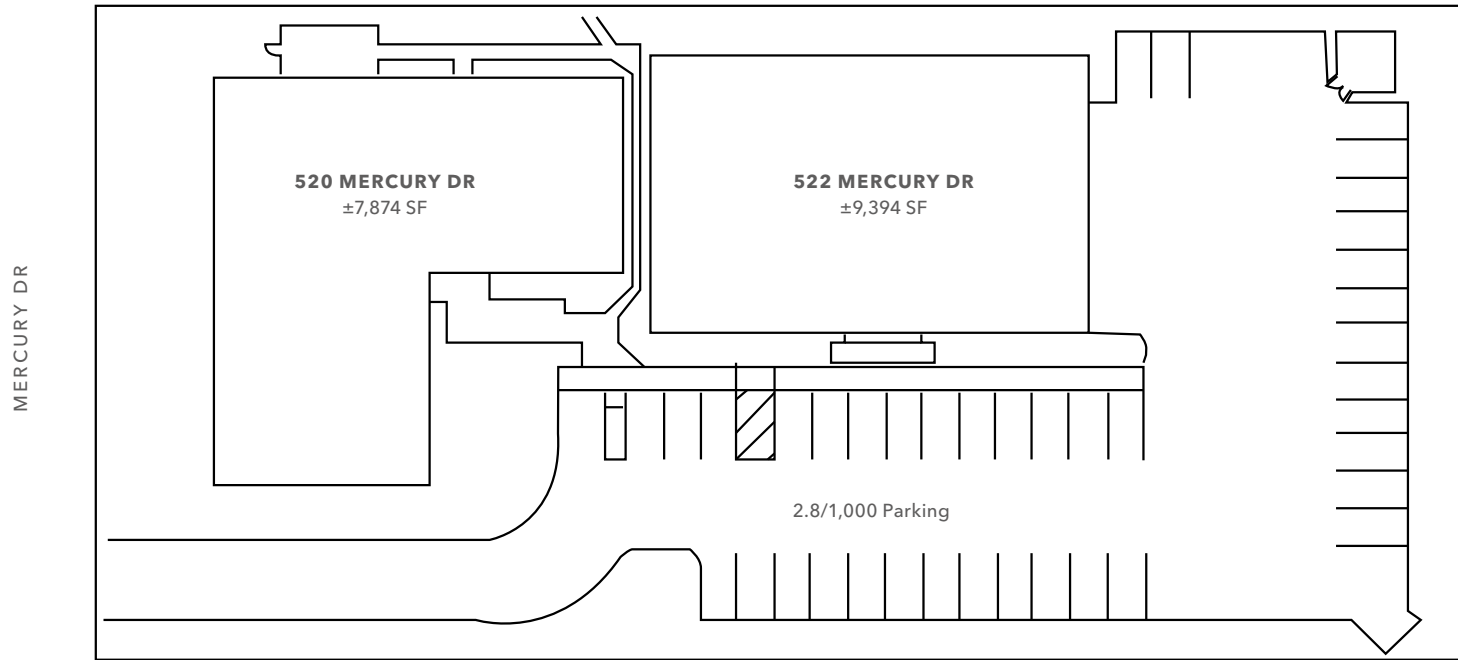 MERCURY DR
520 MERCURY DR
±7,874 SF
522 MERCURY DR
±9,394 SF
2.8/1,000 Parking